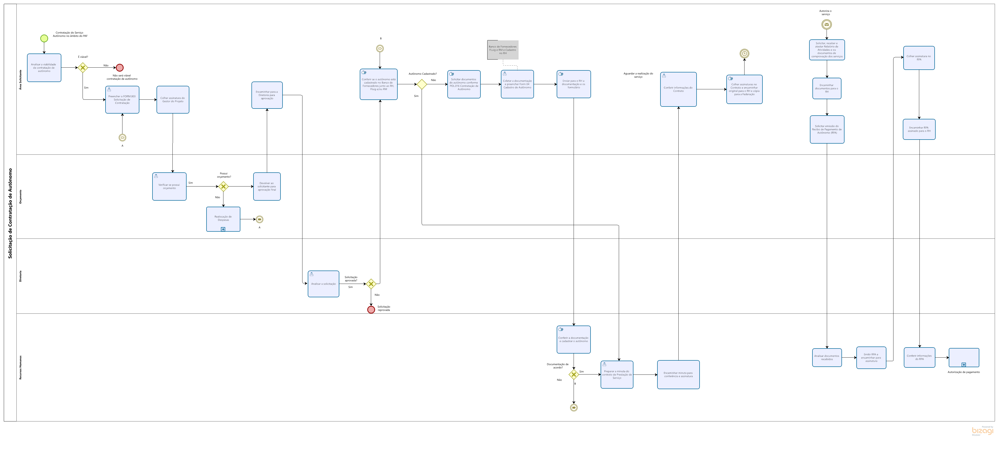 Solicitação de Contratação de Autônomo
Área Solicitante
Contratação do Serviço
Autônomo no âmbito do PAF
Analisar a viabilidade
da contratação de
autônomo
É viável?
Não
Não será viável
contratação de autônomo
Sim
Preencher o FORM.003
Solicitação de
Contratação
A
Colher assinatura do
Gestor do Projeto
Encaminhar para a
Diretoria para
aprovação
B
Conferir se o autônomo está
cadastrado no Banco de
Fornecedores junto ao RH,
Fluig e/ou RM
Autônomo Cadastrado?
Não
Sim
Solicitar documentos
do autônomo conforme
POL.016 Contratação de
Autônomo
Banco de Fornecedores
FLuig e RM e Cadastro
no RH
Coletar a documentação
e preencher Form 04
Cadastro de Autônomo
Enviar para o RH a
documentação e os
formulário
Aguardar a realização do
serviço
Conferir informações do
Contrato
Colher assinaturas no
Contrato e encaminhar
original para o RH e cópia
para a Federação
Autoriza o
serviço
Solicitar, receber e
atestar Relatório de
Atividades e ou
documentos de
comprovação dos serviços
Encaminhar
documentos para o
RH
Solicitar emissão do
Recibo de Pagamento de
Autônomo (RPA)
Colher assinatura no
RPA
Encaminhar RPA
assinado para o RH
Orçamento
Verificar se possui
orçamento
Sim
Possui
orçamento?
Não
Devolver ao
solicitante para
aprovação final
Realocação de
Despesas
A
Diretoria
Analisar a solicitação
Solicitação
aprovada?
Sim
Não
Solicitação
reprovada
Recursos Humanos
Conferir a documentação
e cadastrar o autônomo
Documentação de
acordo?
Sim
Não
B
Preparar a minuta do
contrato de Prestação de
Serviço
Encaminhar minuta para
conferência e assinatura
Analisar documentos
recebidos
Emitir RPA e
encaminhar para
assinatura
Conferir informações
do RPA
Autorização de pagamento
Powered by
bizagi
Modeler